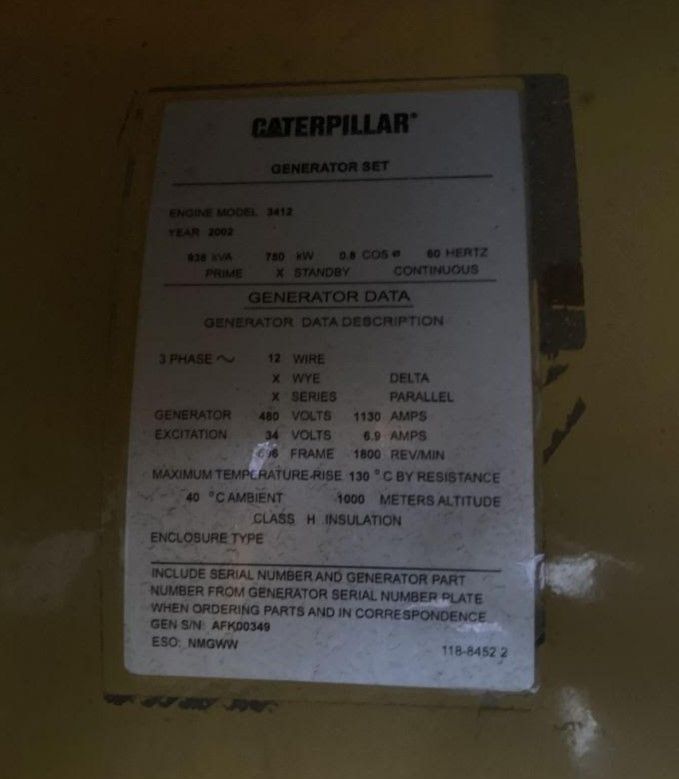 CATERPILLAR®
GENERATOR SET
ENGINE MODEL 3412
YEAR 2002
938 kVA 750 kW 0.8 COS ø 60 HERTZ
PRIME X STANDBY CONTINUOUS
GENERATOR DATA
GENERATOR DATA DESCRIPTION
3 PHASE ~ 12 WIRE
X WYE DELTA
X SERIES PARALLEL
GENERATOR 480 VOLTS 1130 AMPS
EXCITATION 34 VOLTS 6.9 AMPS
FRAME 1800 REV/MIN
MAXIMUM TEMPERATURE-RISE 130 °C BY RESISTANCE
40 °C AMBIENT 1000 METERS ALTITUDE
CLASS H INSULATION
ENCLOSURE TYPE
INCLUDE SERIAL NUMBER AND GENERATOR PART
NUMBER FROM GENERATOR SERIAL NUMBER PLATE
WHEN ORDERING PARTS AND IN CORRESPONDENCE
GEN S/N: AFK00349
ESO: NMGWW
118-8452 2